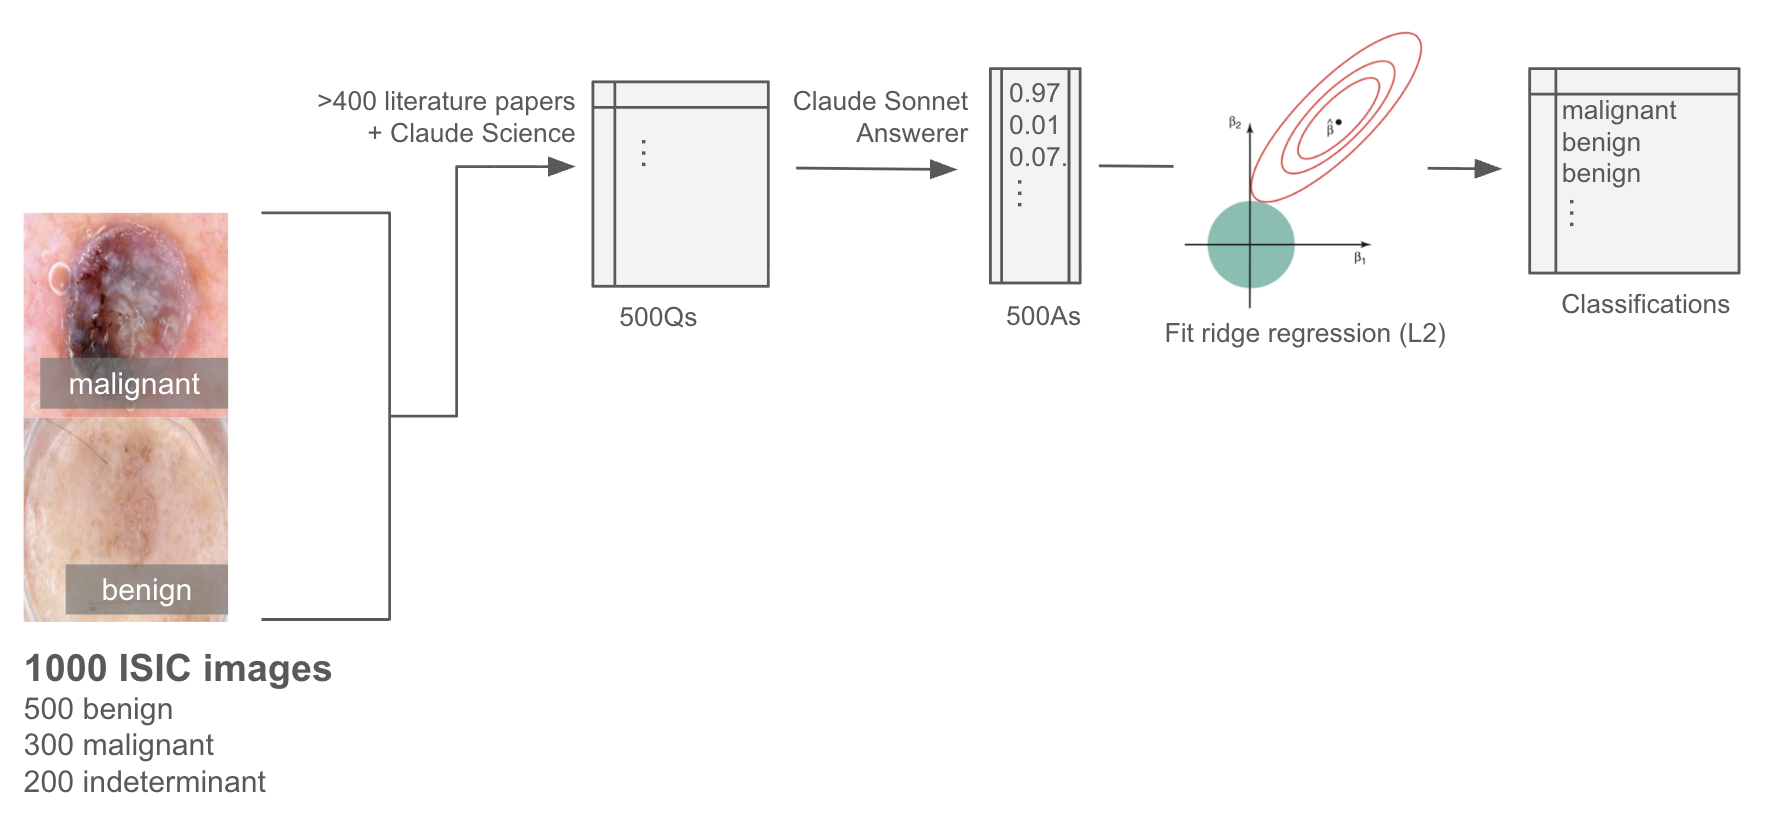 >400 literature papers
+ Claude Science
500Qs
Claude Sonnet
Answerer
0.97
0.01
0.07.
500As
β₂
β̂
β₁
Fit ridge regression (L2)
malignant
benign
benign
Classifications
malignant
benign
1000 ISIC images
500 benign
300 malignant
200 indeterminant